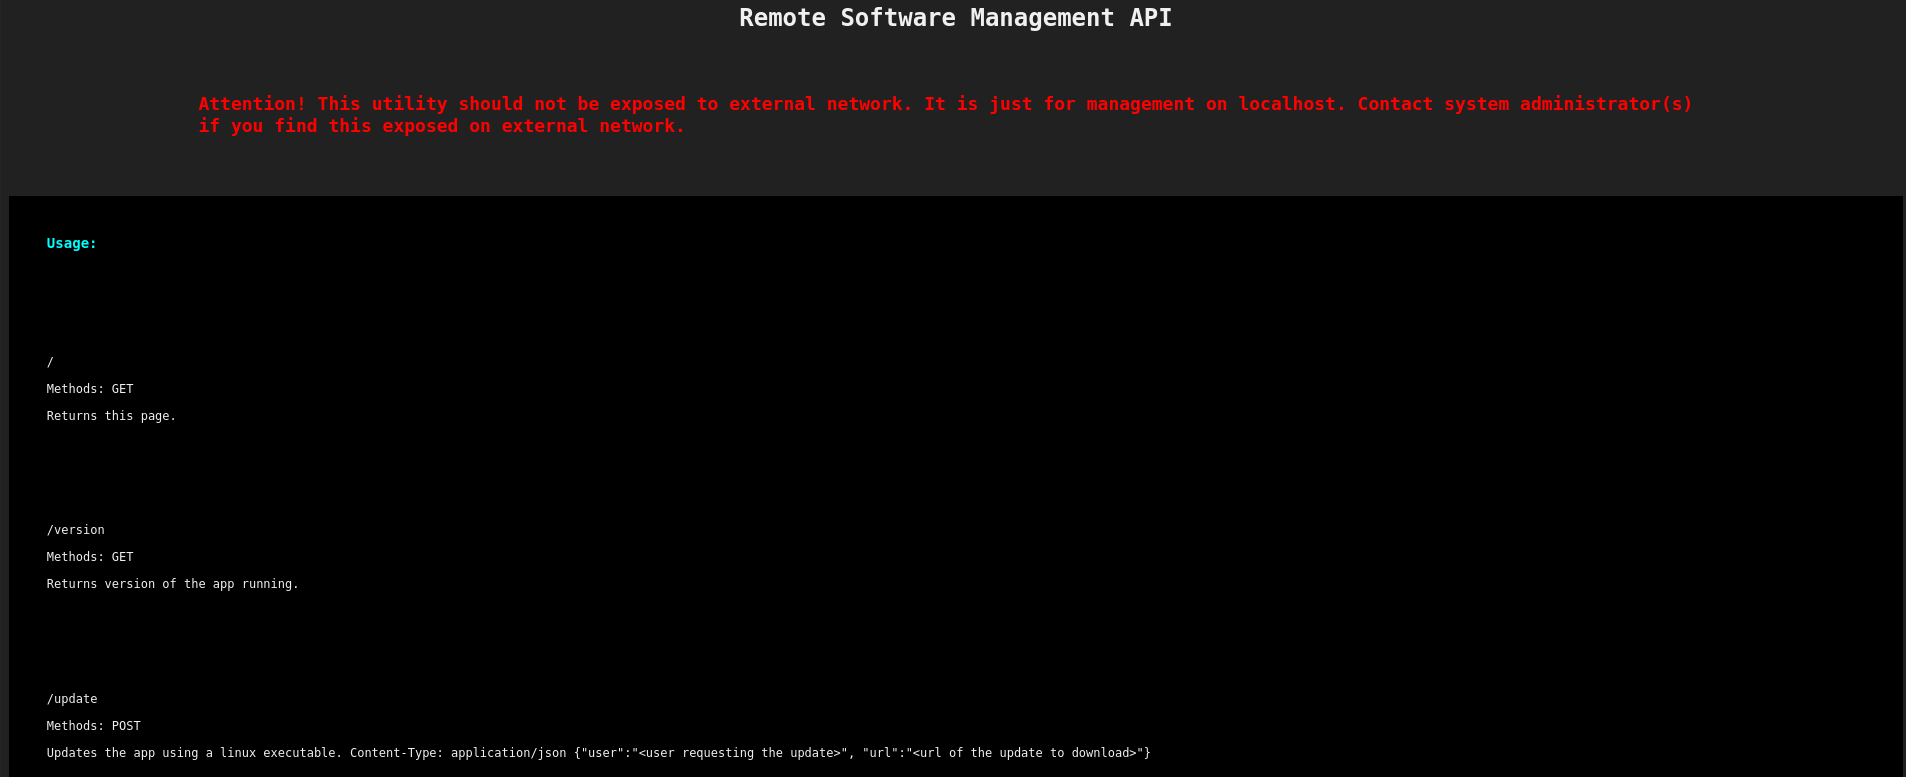 Remote Software Management API
Attention! This utility should not be exposed to external network. It is just for management on localhost. Contact system administrator(s)
if you find this exposed on external network.
Usage:
/
Methods: GET
Returns this page.
/version
Methods: GET
Returns version of the app running.
/update
Methods: POST
Updates the app using a linux executable. Content-Type: application/json {"user":"<user requesting the update>", "url":"<url of the update to download>"}